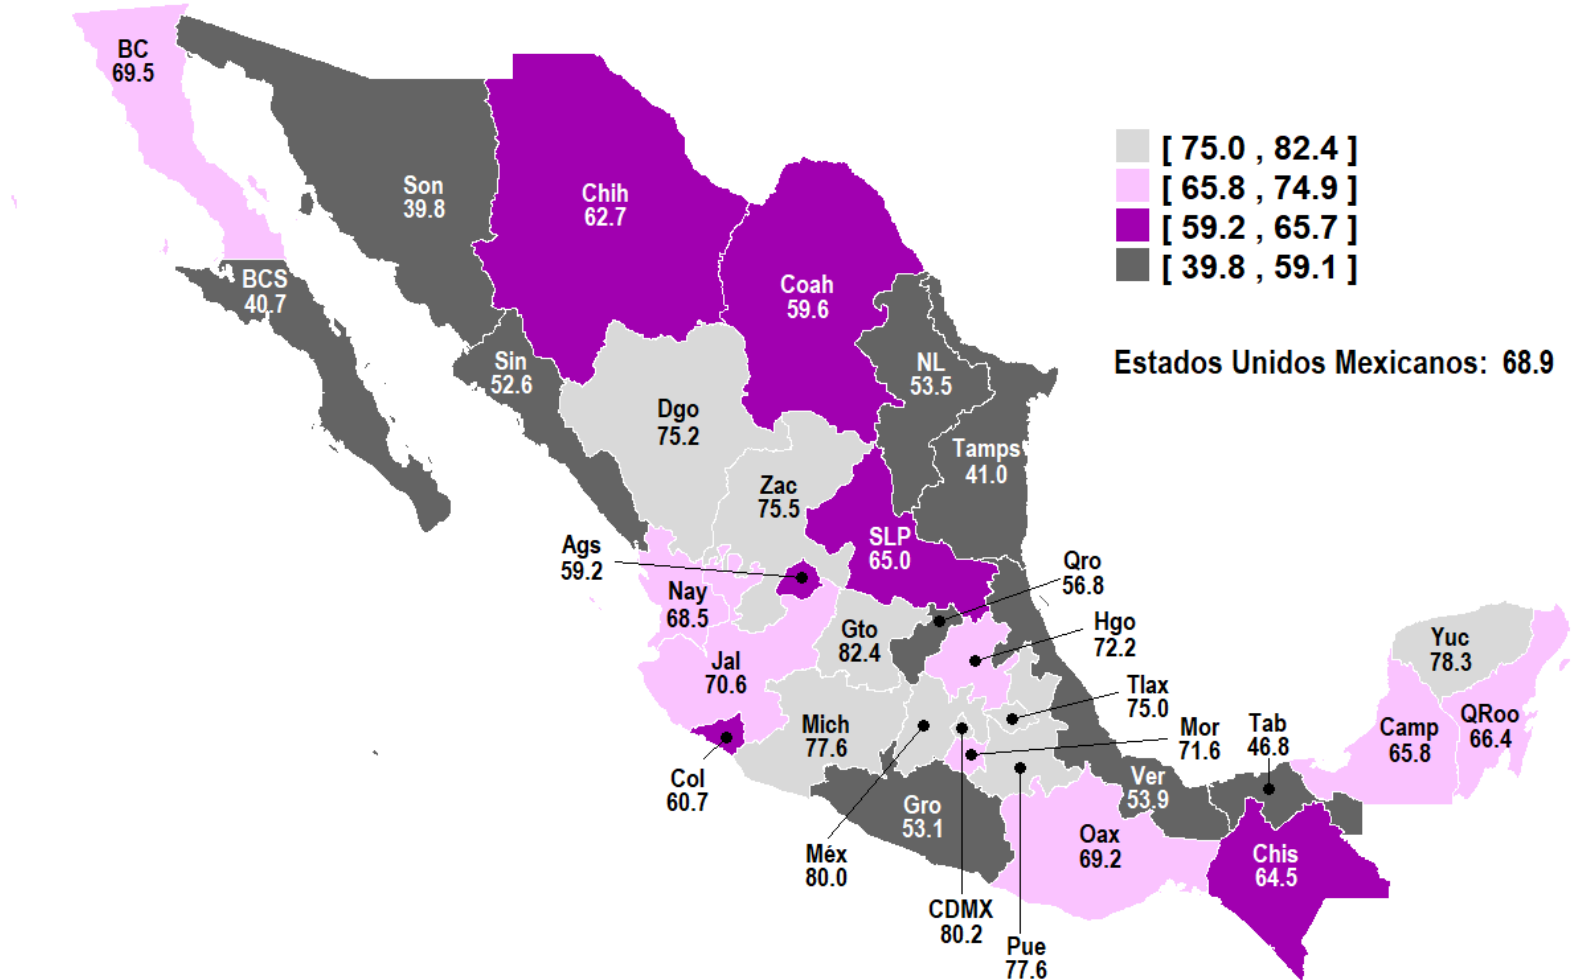 BC
69.5
Son
39.8
Chih
62.7
Coah
59.6
BCS
40.7
Sin
52.6
NL
53.5
Dgo
75.2
Tamps
41.0
Zac
75.5
SLP
65.0
Ags
59.2
Nay
68.5
Qro
56.8
Hgo
72.2
Gto
82.4
Jal
70.6
Tlax
75.0
Mich
77.6
Mor
71.6
Tab
46.8
Yuc
78.3
QRoo
66.4
Camp
65.8
Col
60.7
Ver
53.9
Gro
53.1
Oax
69.2
Chis
64.5
Méx
80.0
CDMX
80.2
Pue
77.6
[ 75.0 , 82.4 ]
[ 65.8 , 74.9 ]
[ 59.2 , 65.7 ]
[ 39.8 , 59.1 ]
Estados Unidos Mexicanos: 68.9